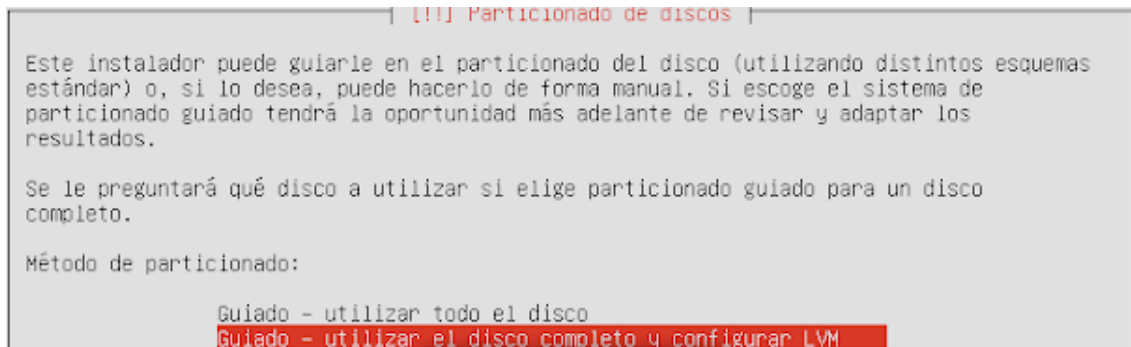 [!!] Particionado de discos
Este instalador puede guiarle en el particionado del disco (utilizando distintos esquemas
estándar) o, si lo desea, puede hacerlo de forma manual. Si escoge el sistema de
particionado guiado tendrá la oportunidad más adelante de revisar y adaptar los
resultados.
Se le preguntará qué disco a utilizar si elige particionado guiado para un disco
completo.
Método de particionado:
Guiado - utilizar todo el disco
Guiado - utilizar el disco completo y configurar LVM